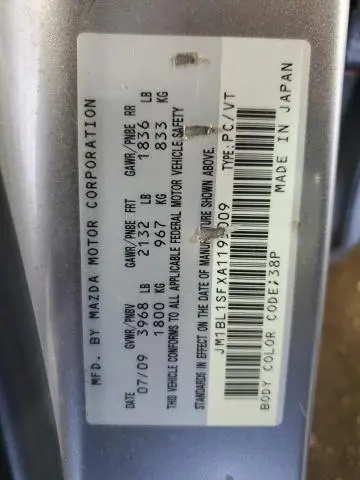 MFD. BY MAZDA MOTOR CORPORATION
DATE GVWR/PNBV GAWR/PNBE FRT GAWR/PNBE RR
07/09 3968 LB 2132 LB 1836 LB
1800 KG 967 KG 833 KG
THIS VEHICLE CONFORMS TO ALL APPLICABLE FEDERAL MOTOR VEHICLE SAFETY
STANDARDS IN EFFECT ON THE DATE OF MANUFACTURE SHOWN ABOVE.
TYPE:PC/VT
BODY COLOR CODE:38P MADE IN JAPAN